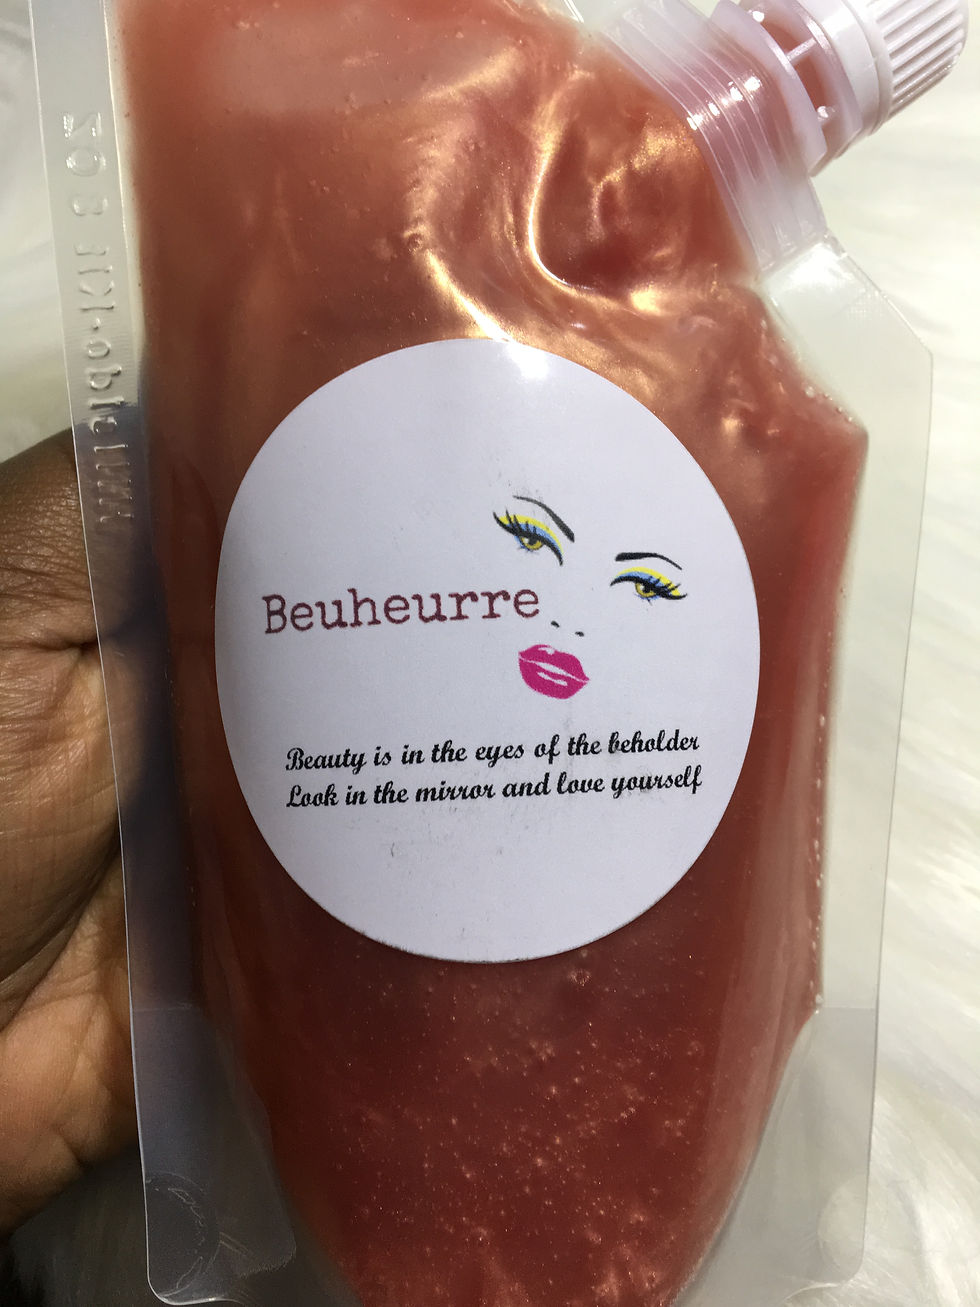 Beuheurre
Beauty is in the eyes of the beholder
Look in the mirror and love yourself